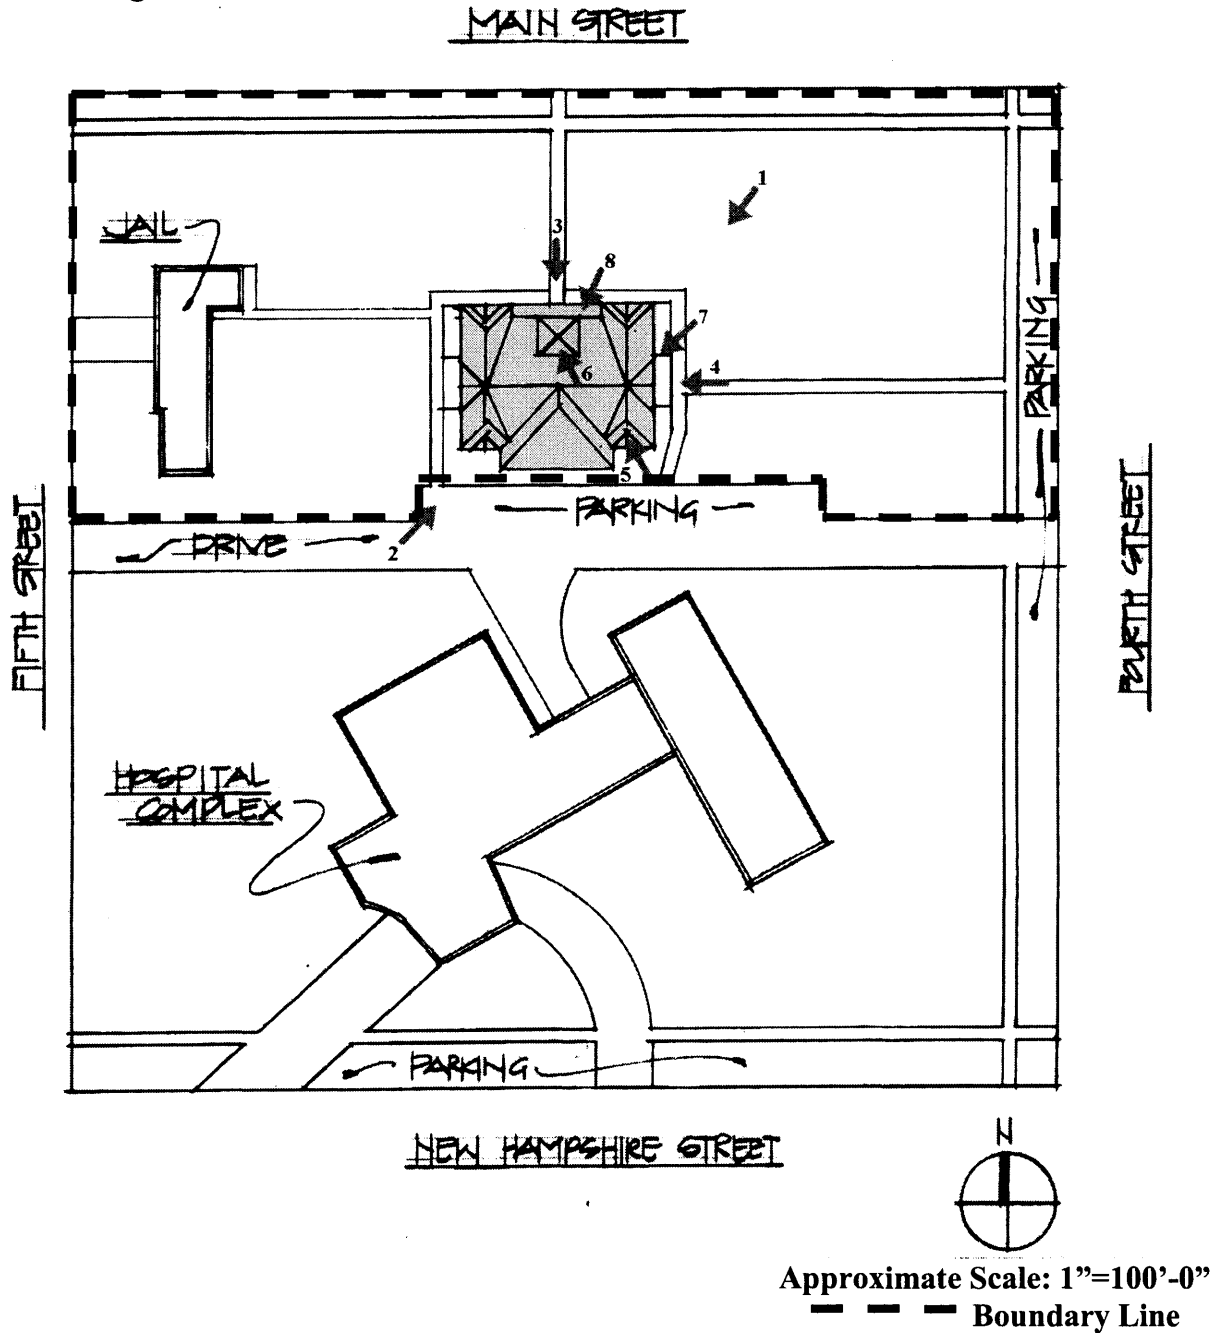 MAIN STREET
1
JAIL
3
8
7
4
6
PARKING
5
PARKING
2
DRIVE
FIFTH STREET
FOURTH STREET
HOSPITAL
COMPLEX
PARKING
NEW HAMPSHIRE STREET
N
Approximate Scale: 1”=100’-0”
Boundary Line